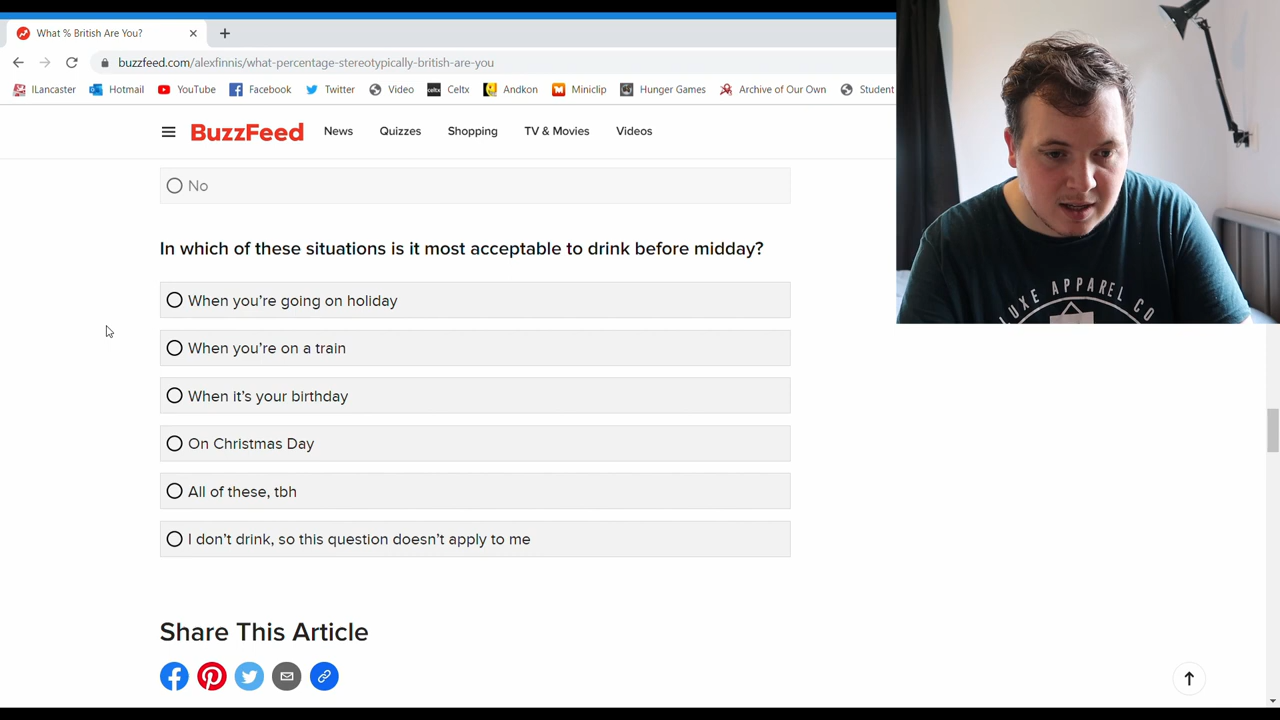 What % British Are You?
buzzfeed.com/alexfinnis/what-percentage-stereotypically-british-are-you
ILancaster Hotmail YouTube Facebook Twitter Video Celtx Andkon Miniclip Hunger Games Archive of Our Own Student
BuzzFeed News Quizzes Shopping TV & Movies Videos
No
In which of these situations is it most acceptable to drink before midday?
When you’re going on holiday
When you’re on a train
When it’s your birthday
On Christmas Day
All of these, tbh
I don’t drink, so this question doesn’t apply to me
Share This Article
LUXE APPAREL CO